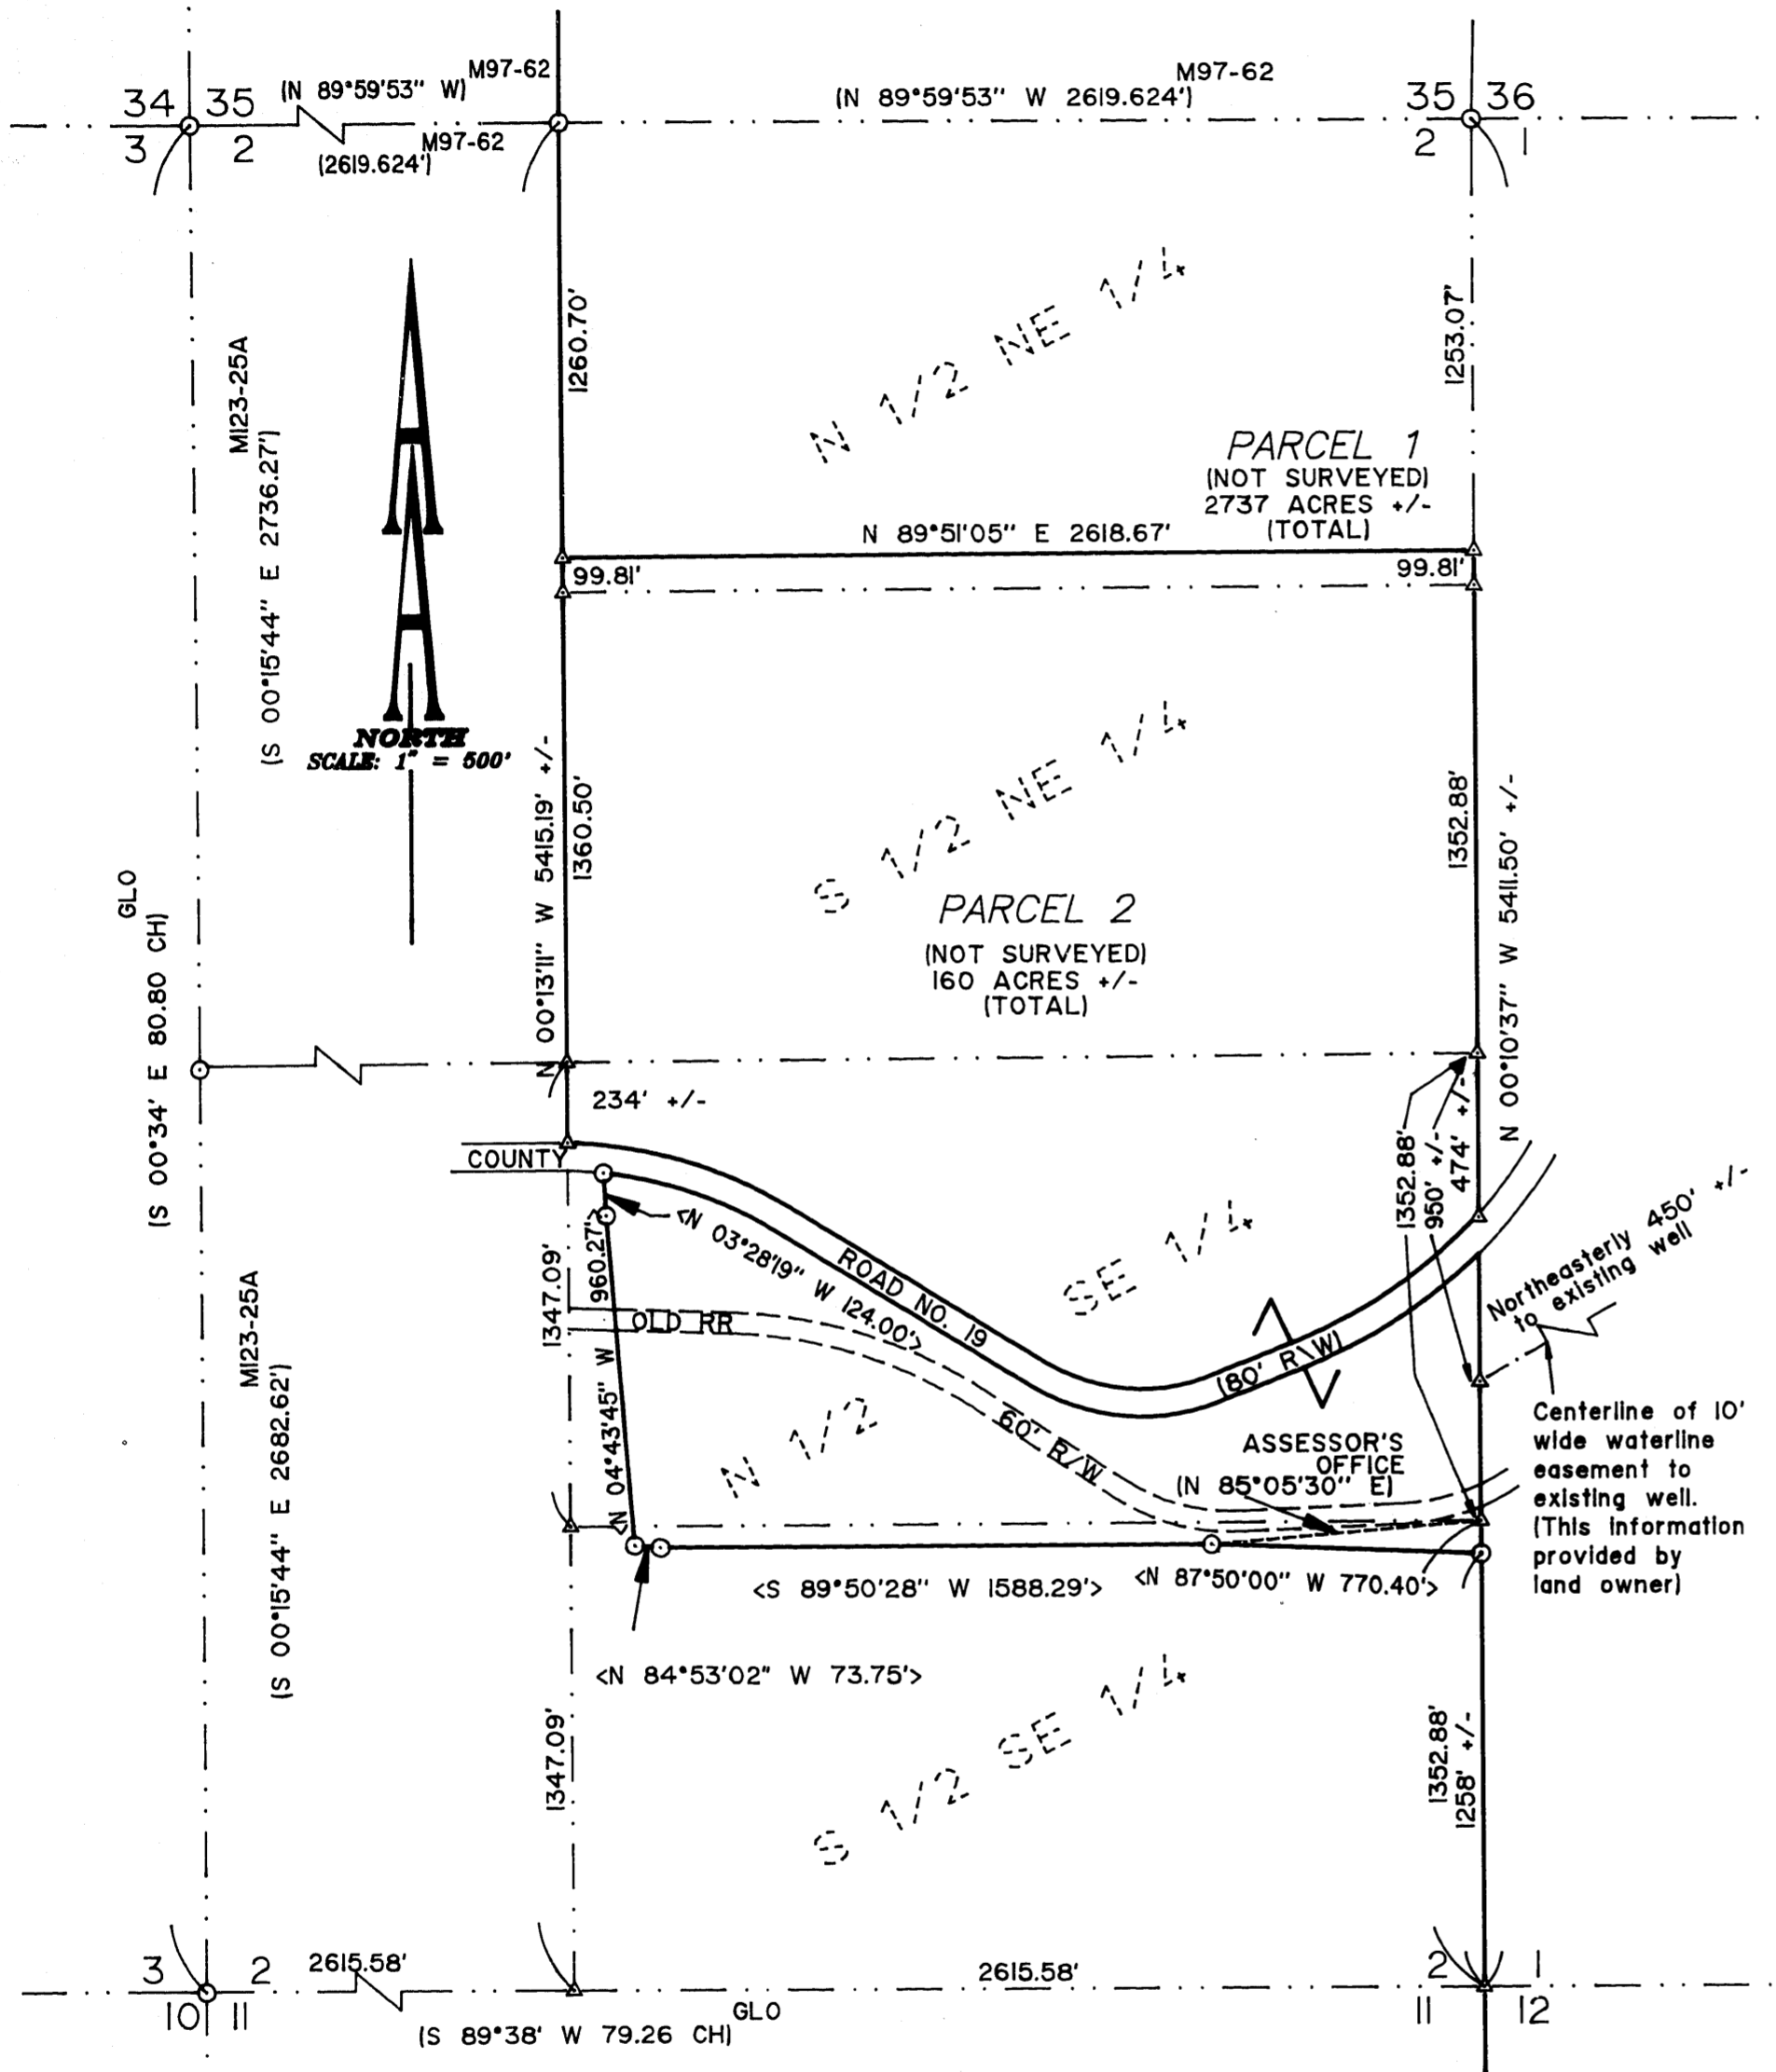 M97-62
M97-62
34 35
(N 89°59'53" W)
(N 89°59'53" W 2619.624')
35 36
3 2
M97-62
(2619.624')
2 1
1260.70'
1253.07'
N 1/2 NE 1/4
M123-25A
(S 00°15'44" E 2736.27')
PARCEL 1
(NOT SURVEYED)
2737 ACRES +/-
(TOTAL)
N 89°51'05" E 2618.67'
99.81'
99.81'
NORTH
SCALE: 1" = 500'
N 00°13'11" W 5415.19' +/-
1360.50'
S 1/2 NE 1/4
1352.88'
N 00°10'37" W 5411.50' +/-
PARCEL 2
(NOT SURVEYED)
160 ACRES +/-
(TOTAL)
GLO
(S 00°34' E 80.80 CH)
234' +/-
1352.88'
950' +/-
474' +/-
COUNTY
ROAD NO. 19
(80' R\W)
<N 03°28'19" W 124.00'>
960.27'>
<N 04°43'45" W
1347.09'
OLD RR
60' R/W
N 1/2
SE 1/4
Northeasterly 450' +/-
to existing well
M123-25A
(S 00°15'44" E 2682.62')
ASSESSOR'S
OFFICE
(N 85°05'30" E)
Centerline of 10'
wide waterline
easement to
existing well.
(This information
provided by
land owner)
<S 89°50'28" W 1588.29'>
<N 87°50'00" W 770.40'>
<N 84°53'02" W 73.75'>
1347.09'
S 1/2 SE 1/4
1352.88'
1258' +/-
3 2
2615.58'
2615.58'
2 1
10 11
GLO
(S 89°38' W 79.26 CH)
11 12